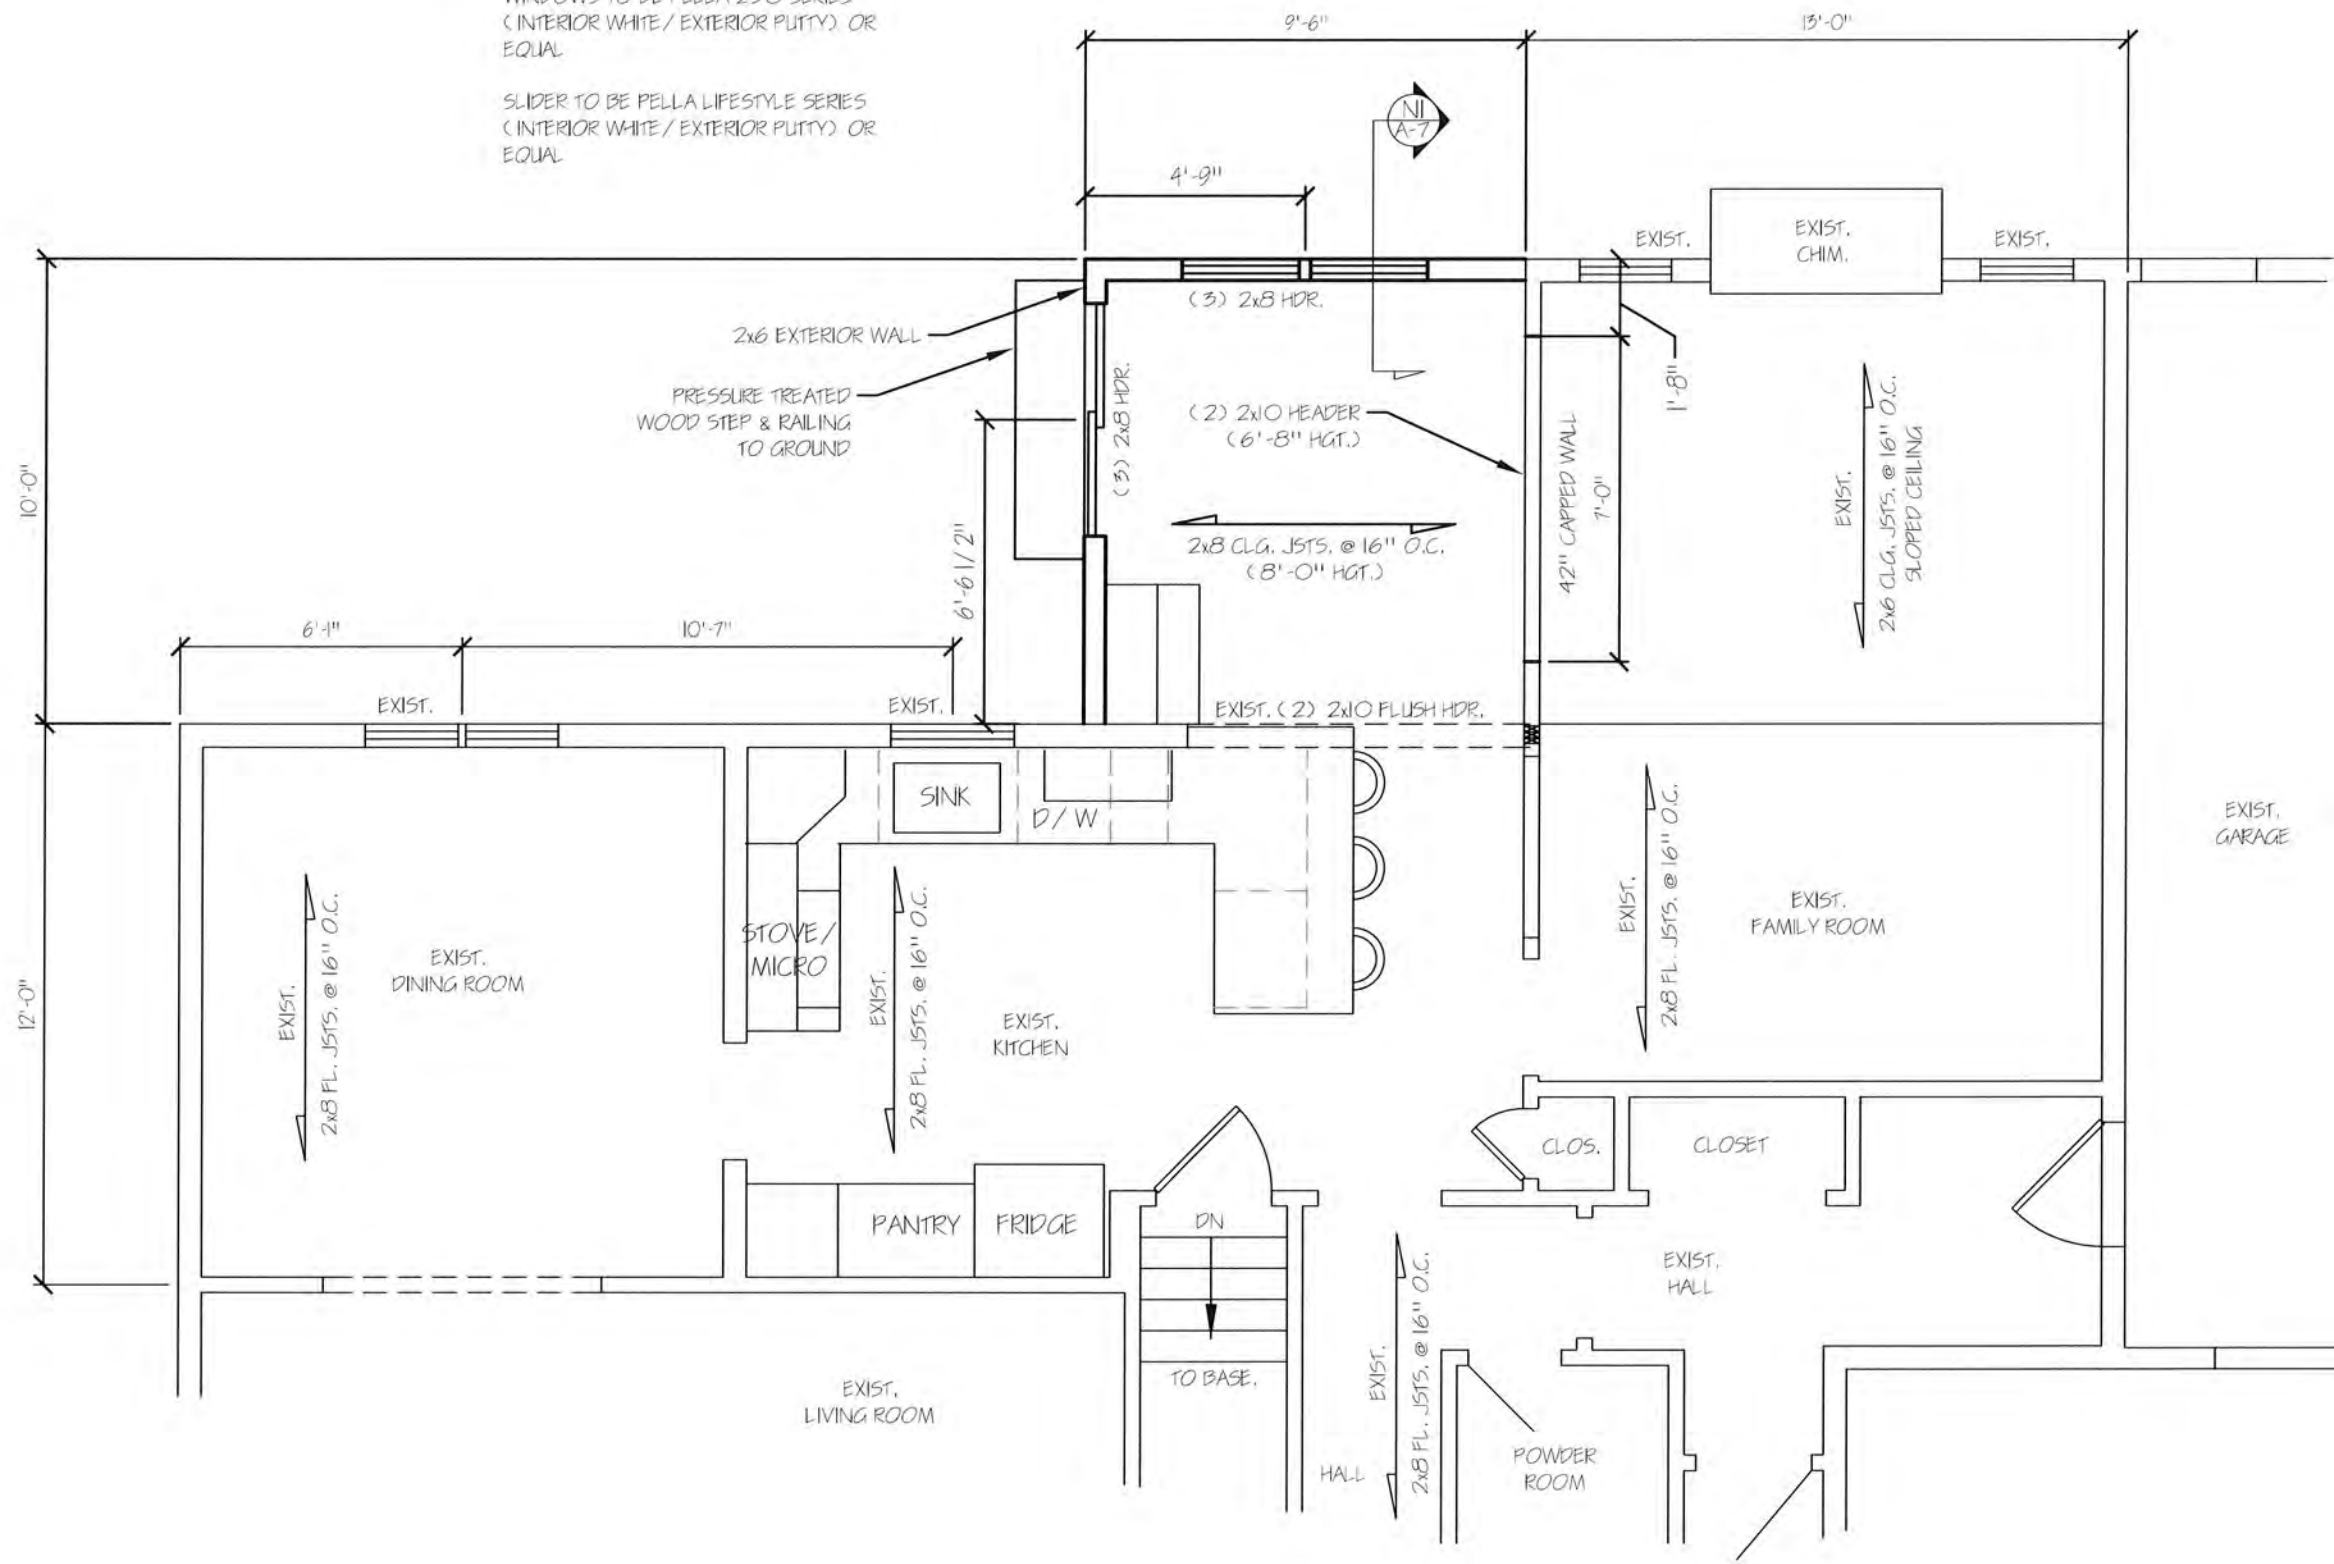 WINDOWS TO BE PELLA 250 SERIES
(INTERIOR WHITE/EXTERIOR PUTTY) OR
EQUAL
SLIDER TO BE PELLA LIFESTYLE SERIES
(INTERIOR WHITE/EXTERIOR PUTTY) OR
EQUAL
9'-6"
13'-0"
N1
A-7
4'-9"
EXIST.
EXIST.
CHIM.
EXIST.
(3) 2x8 HDR.
2x6 EXTERIOR WALL
PRESSURE TREATED
WOOD STEP & RAILING
TO GROUND
(3) 2x8 HDR.
(2) 2x10 HEADER
(6'-8" HGT.)
1'-8"
42" CAPPED WALL
7'-0"
EXIST.
2x6 CLG. JSTS. @ 16" O.C.
SLOPED CEILING
10'-0"
2x8 CLG. JSTS. @ 16" O.C.
(8'-0" HGT.)
6'-6 1/2"
6'-1"
10'-7"
EXIST.
EXIST.
EXIST. (2) 2x10 FLUSH HDR.
SINK
D/W
EXIST.
GARAGE
12'-0"
EXIST.
2x8 FL. JSTS. @ 16" O.C.
EXIST.
DINING ROOM
STOVE/
MICRO
EXIST.
2x8 FL. JSTS. @ 16" O.C.
EXIST.
KITCHEN
EXIST.
2x8 FL. JSTS. @ 16" O.C.
EXIST.
FAMILY ROOM
CLOS.
CLOSET
PANTRY
FRIDGE
DN
TO BASE.
EXIST.
HALL
EXIST.
2x8 FL. JSTS. @ 16" O.C.
EXIST.
LIVING ROOM
HALL
POWDER
ROOM